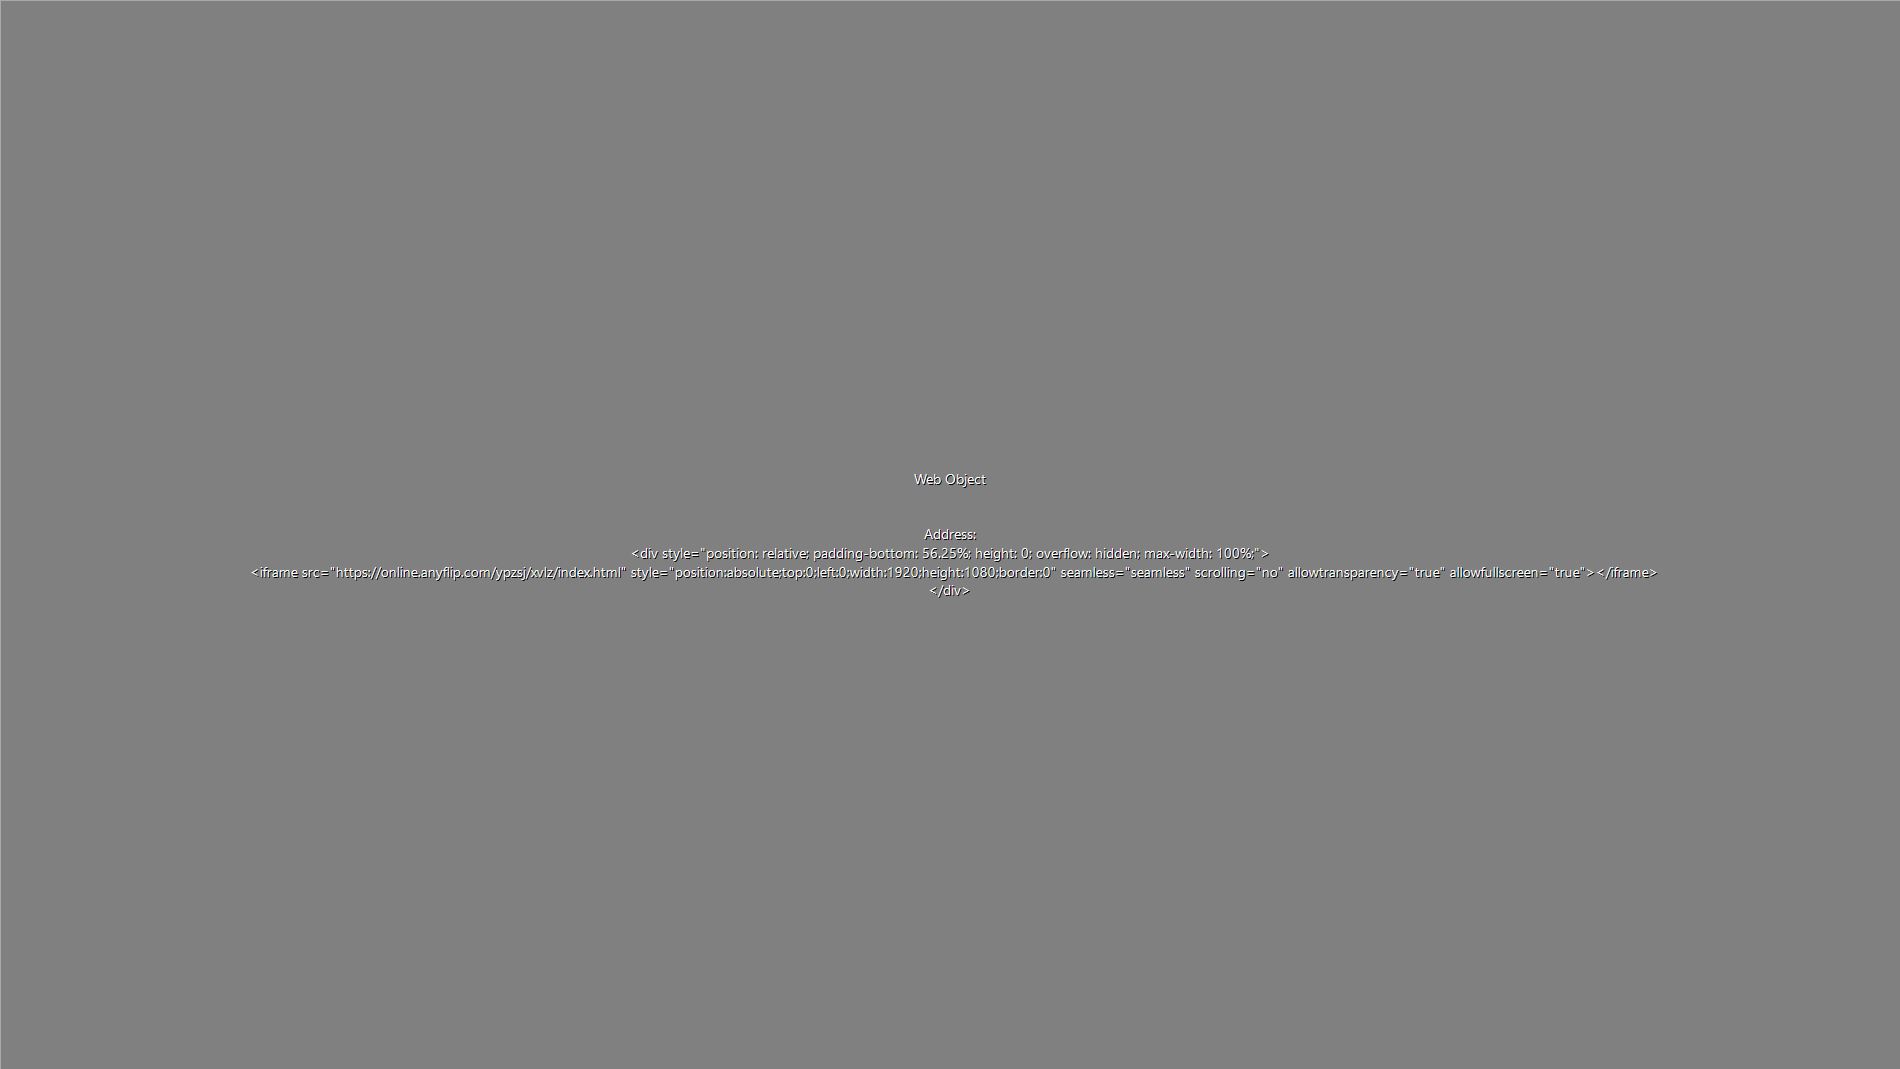 Web Object
Address:
<div style="position: relative; padding-bottom: 56.25%; height: 0; overflow: hidden; max-width: 100%;">
<iframe src="https://online.anyflip.com/ypzsj/xvlz/index.html" style="position:absolute;top:0;left:0;width:1920;height:1080;border:0" seamless="seamless" scrolling="no" allowtransparency="true" allowfullscreen="true"></iframe>
</div>